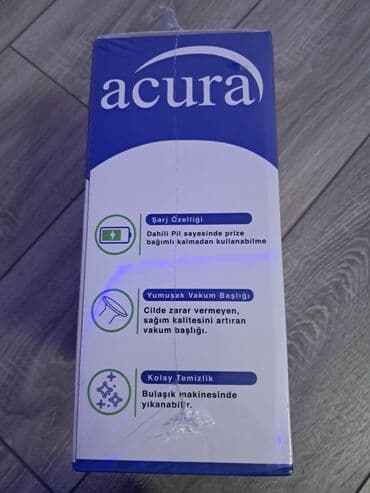 acura
Şarj Özelliği
Dahili Pil sayesinde prize
bağımlı kalmadan kullanabilme
Yumuşak Vakum Başlığı
Cilde zarar vermeyen,
sağım kalitesini artıran
vakum başlığı.
Kolay Temizlik
Bulaşık makinesinde
yıkanabilir.